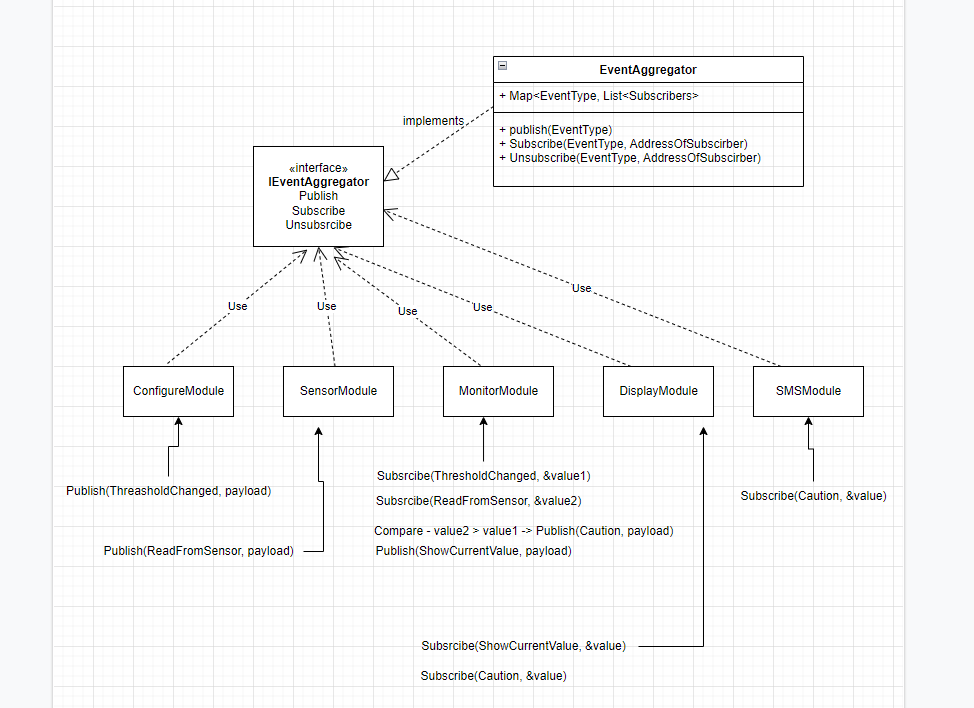 EventAggregator
+ Map<EventType, List<Subscribers>
+ publish(EventType)
+ Subscribe(EventType, AddressOfSubscirber)
+ Unsubscribe(EventType, AddressOfSubscirber)
implements
«interface»
IEventAggregator
Publish
Subscribe
Unsubsrcibe
Use
Use
Use
Use
Use
ConfigureModule
SensorModule
MonitorModule
DisplayModule
SMSModule
Publish(ThreasholdChanged, payload)
Publish(ReadFromSensor, payload)
Subsrcibe(ThresholdChanged, &value1)
Subsrcibe(ReadFromSensor, &value2)
Compare - value2 > value1 -> Publish(Caution, payload)
Publish(ShowCurrentValue, payload)
Subscribe(Caution, &value)
Subsrcibe(ShowCurrentValue, &value)
Subscribe(Caution, &value)